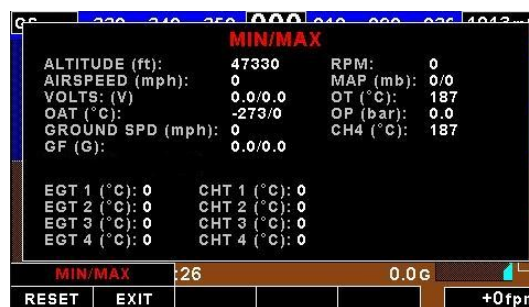 MIN/MAX
ALTITUDE (ft): 47330 RPM: 0
AIRSPEED (mph): 0 MAP (mb): 0/0
VOLTS: (V) 0.0/0.0 OT (°C): 187
OAT (°C): -273/0 OP (bar): 0.0
GROUND SPD (mph): 0 CH4 (°C): 187
GF (G): 0.0/0.0
EGT 1 (°C): 0 CHT 1 (°C): 0
EGT 2 (°C): 0 CHT 2 (°C): 0
EGT 3 (°C): 0 CHT 3 (°C): 0
EGT 4 (°C): 0 CHT 4 (°C): 0
MIN/MAX :26 0.0G
RESET EXIT +0fpm